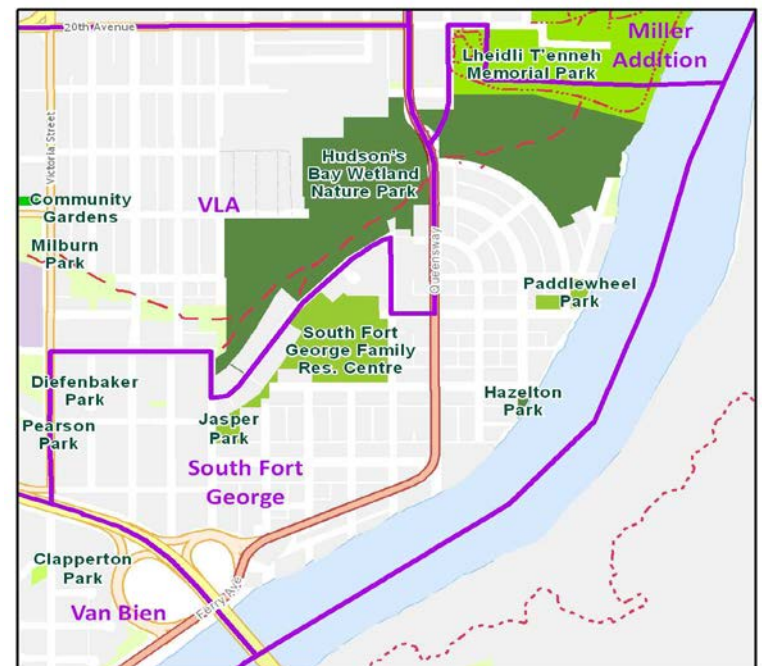 20th Avenue
Miller
Addition
Lheidli T'enneh
Memorial Park
Victoria Street
Hudson's
Bay Wetland
Nature Park
Community
Gardens
VLA
Milburn
Park
Queensway
Paddlewheel
Park
South Fort
George Family
Res. Centre
Diefenbaker
Park
Hazelton
Park
Pearson
Park
Jasper
Park
South Fort
George
Clapperton
Park
Van Bien
Ferry Ave